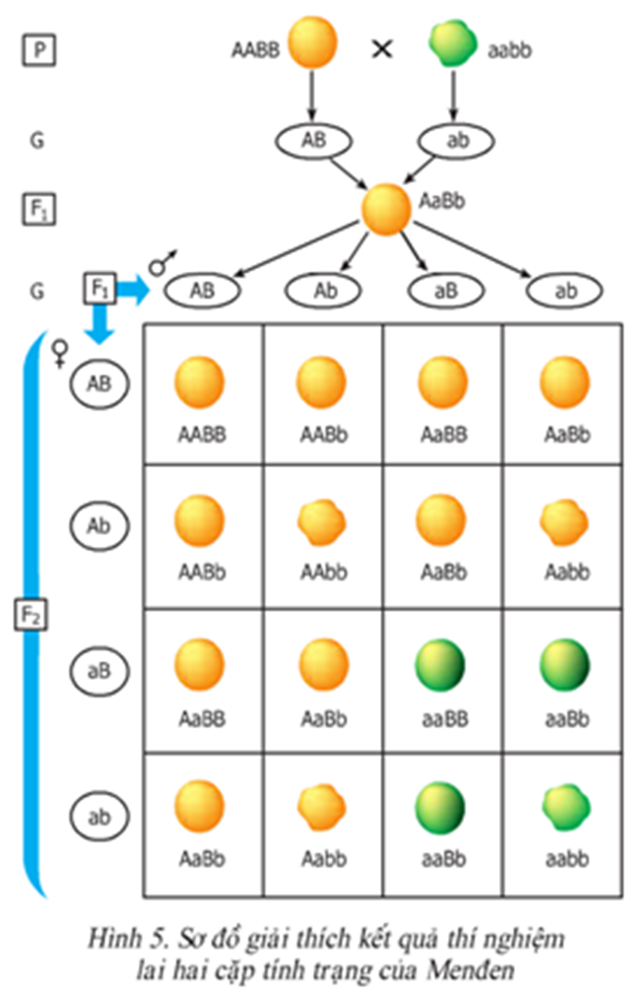 P AABB × aabb
G AB ab
F₁ AaBb
G F₁ ♂ AB Ab aB ab
♀
AB AABB AABb AaBB AaBb
Ab AABb AAbb AaBb Aabb
F₂
aB AaBB AaBb aaBB aaBb
ab AaBb Aabb aaBb aabb
Hình 5. Sơ đồ giải thích kết quả thí nghiệm
lai hai cặp tính trạng của Menđen